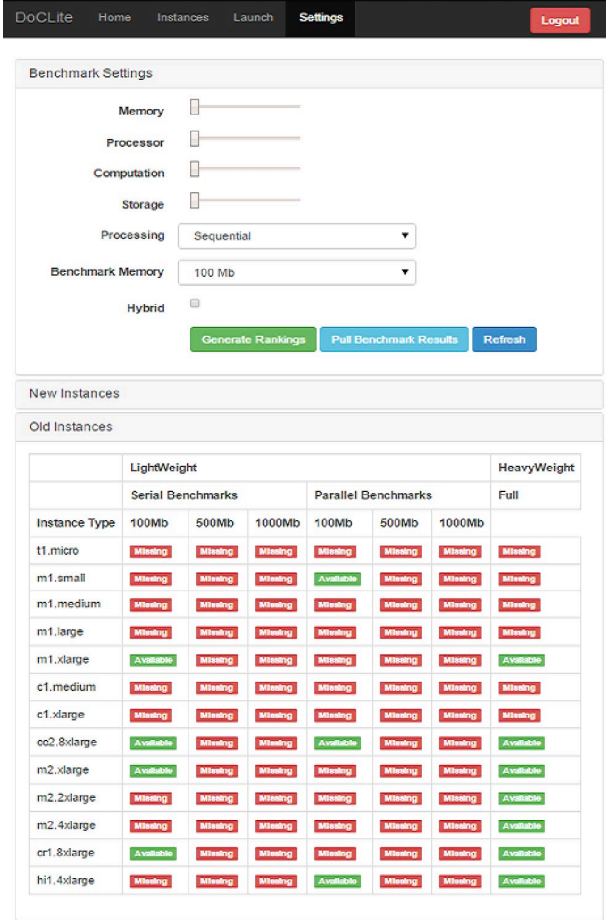 DoCLite Home Instances Launch Settings Logout
Benchmark Settings
Memory
Processor
Computation
Storage
Processing Sequential
Benchmark Memory 100 Mb
Hybrid
Generate Rankings Pull Benchmark Results Refresh
New Instances
Old Instances
LightWeight HeavyWeight
Serial Benchmarks Parallel Benchmarks Full
Instance Type 100Mb 500Mb 1000Mb 100Mb 500Mb 1000Mb
t1.micro Missing Missing Missing Missing Missing Missing Missing
m1.small Missing Missing Missing Available Missing Missing Missing
m1.medium Missing Missing Missing Missing Missing Missing Missing
m1.large Missing Missing Missing Missing Missing Missing Missing
m1.xlarge Available Missing Missing Missing Missing Missing Available
c1.medium Missing Missing Missing Missing Missing Missing Missing
c1.xlarge Missing Missing Missing Missing Missing Missing Missing
cc2.8xlarge Available Missing Missing Available Missing Missing Available
m2.xlarge Available Missing Missing Missing Missing Missing Available
m2.2xlarge Missing Missing Missing Missing Missing Missing Available
m2.4xlarge Missing Missing Missing Missing Missing Missing Available
cr1.8xlarge Available Missing Missing Missing Missing Missing Available
hi1.4xlarge Missing Missing Missing Available Missing Missing Available